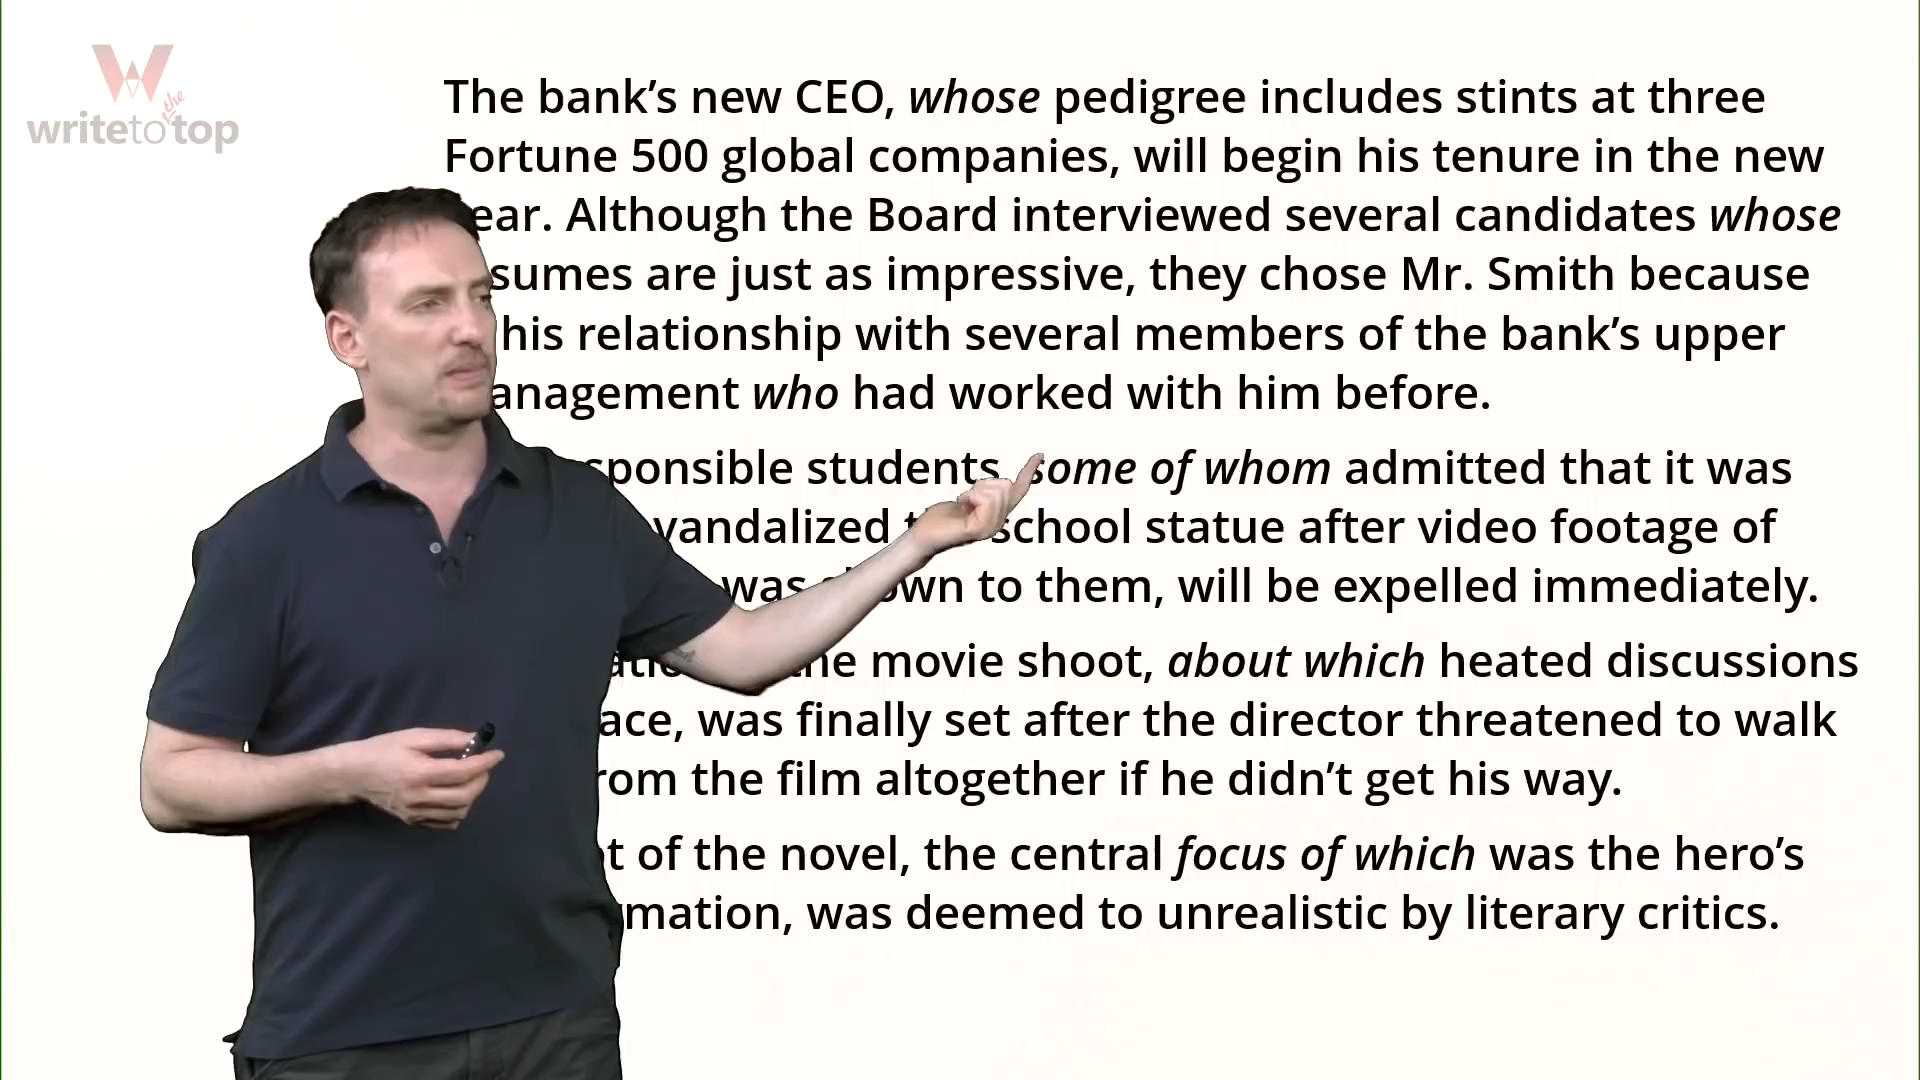 W
the
writetotop
The bank’s new CEO, whose pedigree includes stints at three
Fortune 500 global companies, will begin his tenure in the new
ear. Although the Board interviewed several candidates whose
sumes are just as impressive, they chose Mr. Smith because
his relationship with several members of the bank’s upper
anagement who had worked with him before.
sponsible students, some of whom admitted that it was
vandalized school statue after video footage of
was to them, will be expelled immediately.
the movie shoot, about which heated discussions
ace, was finally set after the director threatened to walk
rom the film altogether if he didn’t get his way.
of the novel, the central focus of which was the hero’s
mation, was deemed to unrealistic by literary critics.